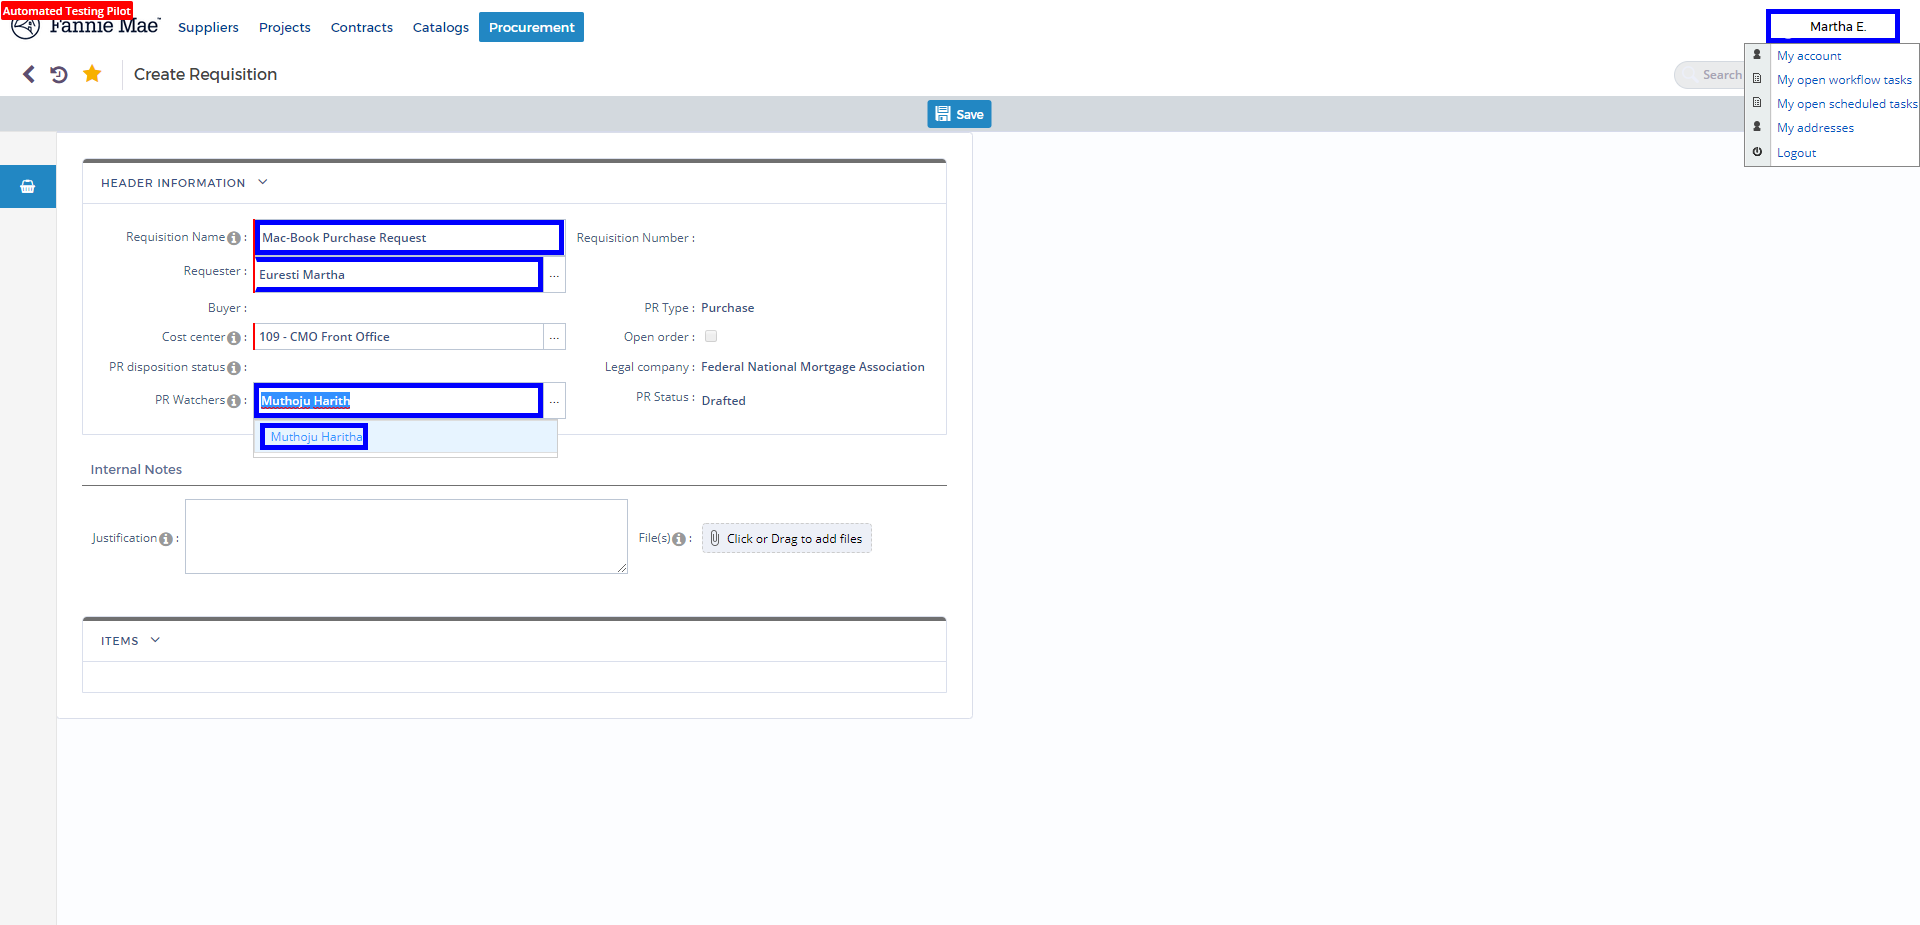 Automated Testing Pilot
Fannie Mae™ Suppliers Projects Contracts Catalogs Procurement Martha E.
My account
My open workflow tasks
My open scheduled tasks
My addresses
Logout
Create Requisition Search
Save
HEADER INFORMATION
Requisition Name : Mac-Book Purchase Request Requisition Number :
Requester : Euresti Martha ...
Buyer : PR Type : Purchase
Cost center : 109 - CMO Front Office ... Open order :
PR disposition status : Legal company : Federal National Mortgage Association
PR Watchers : Muthoju Harith ... PR Status : Drafted
Muthoju Haritha
Internal Notes
Justification : File(s) : Click or Drag to add files
ITEMS